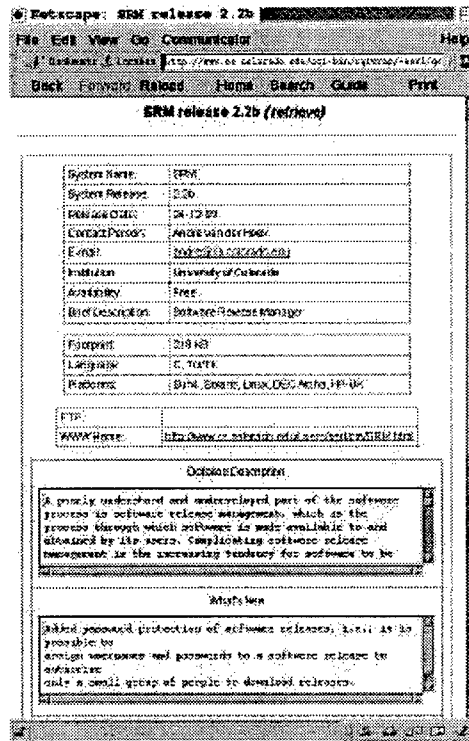 Netscape: SRM release 2.2b
File Edit View Go Communicator Help
Bookmarks Location
Back Forward Reload Home Search Guide Print
SRM release 2.2b (retrieve)
System Name: SRM
System Release: 2.2b
Release Date:
Contact Person: Andre van der Hoek
E-mail:
Institution: University of Colorado
Availability: Free
Brief Description: Software Release Manager
Footprint:
Language: C, Tcl/Tk
Platforms: SunOS, Solaris, Linux, DEC Alpha, HP-UX
FTP:
WWW Home:
Detailed Description
A poorly understood and underdeveloped part of the software
process is software release management, which is the
process through which software is made available to and
obtained by its users. Complicating software release
management is the increasing tendency for software to be
What's New
Added password protection of software releases, i.e., it is
possible to
assign usernames and passwords to a software release to
authorize
only a small group of people to download releases.